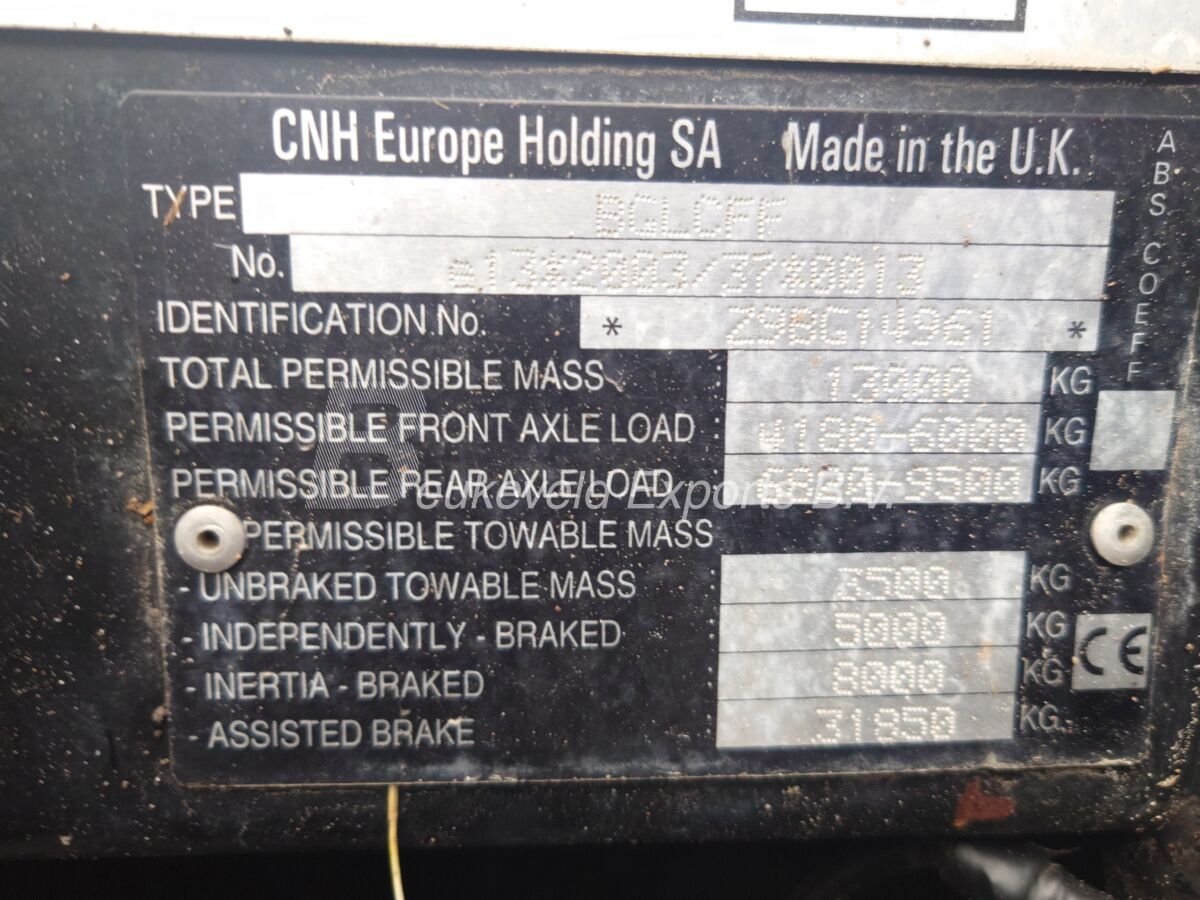 CNH Europe Holding SA Made in the U.K.
TYPE BGLCFF
No. e13*2003/37*0013
IDENTIFICATION No. * Z9BG14961 *
TOTAL PERMISSIBLE MASS 13000 KG
PERMISSIBLE FRONT AXLE LOAD : 4180-6000 KG
PERMISSIBLE REAR AXLE LOAD : -9500 KG
PERMISSIBLE TOWABLE MASS
- UNBRAKED TOWABLE MASS : 6500 KG
- INDEPENDENTLY - BRAKED : 5000 KG
- INERTIA - BRAKED : 8000 KG
- ASSISTED BRAKE : 31850 KG
ABS COEFF
CE
Beukeveld Exports B.V.